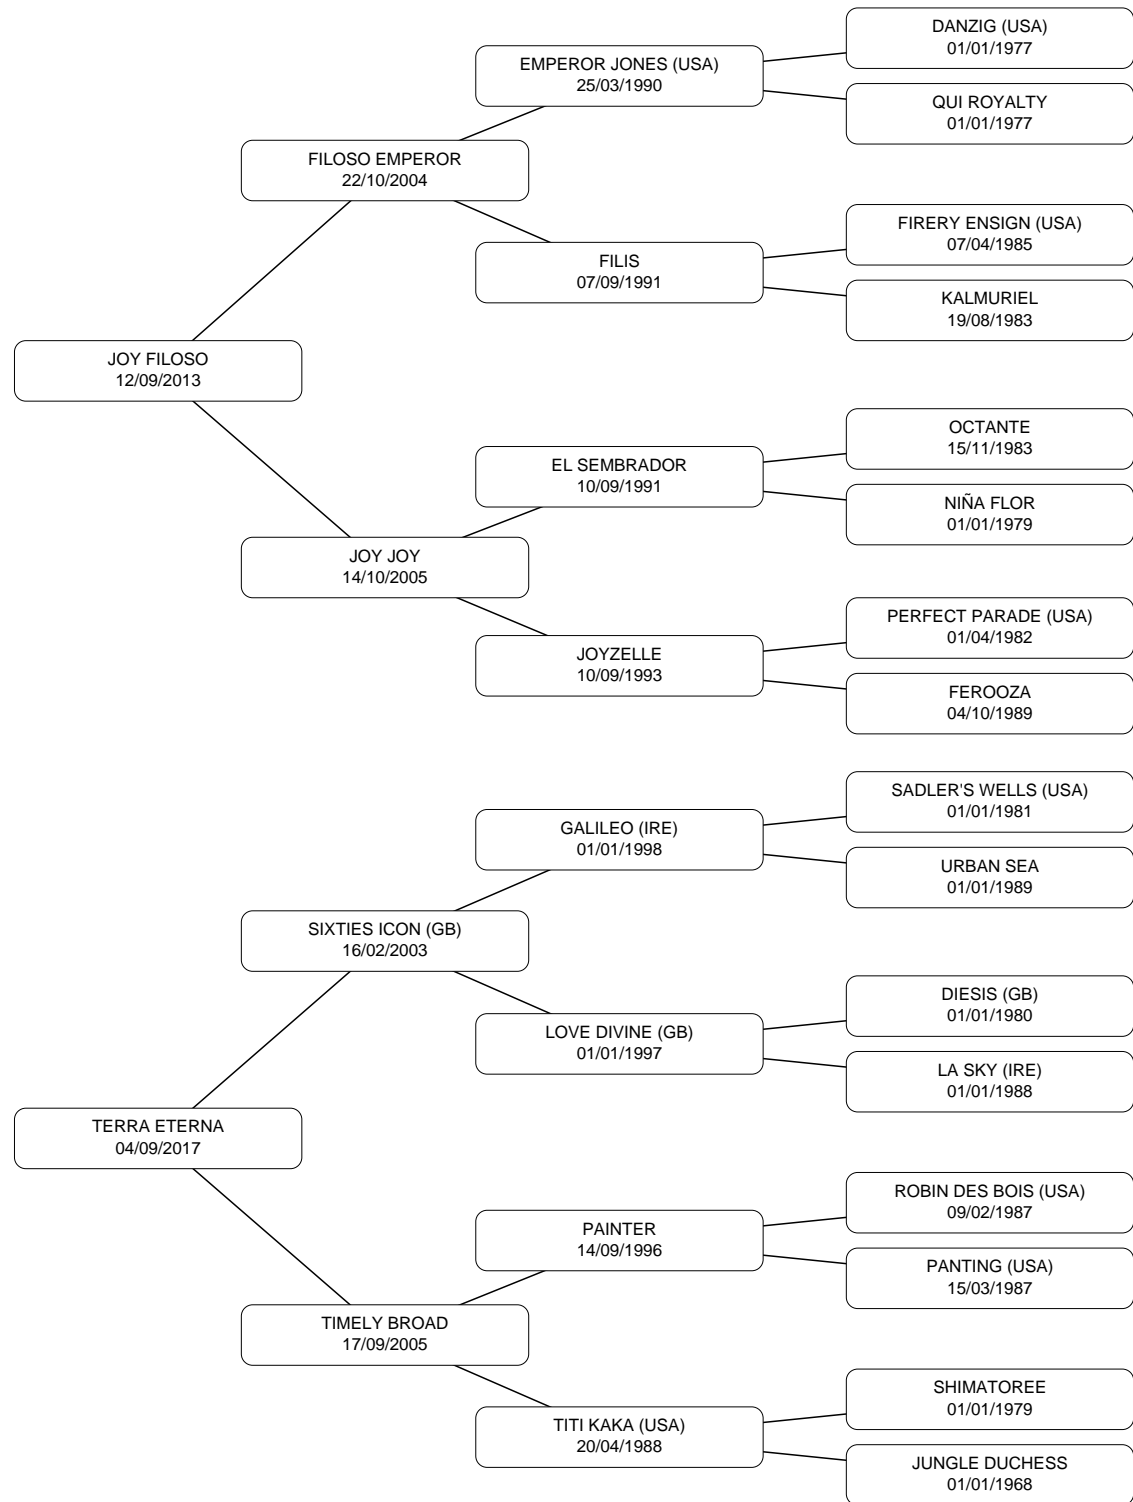 DANZIG (USA)
01/01/1977
EMPEROR JONES (USA)
25/03/1990
QUI ROYALTY
01/01/1977
FILOSO EMPEROR
22/10/2004
FIRERY ENSIGN (USA)
07/04/1985
FILIS
07/09/1991
KALMURIEL
19/08/1983
JOY FILOSO
12/09/2013
OCTANTE
15/11/1983
EL SEMBRADOR
10/09/1991
NIÑA FLOR
01/01/1979
JOY JOY
14/10/2005
PERFECT PARADE (USA)
01/04/1982
JOYZELLE
10/09/1993
FEROOZA
04/10/1989
SADLER'S WELLS (USA)
01/01/1981
GALILEO (IRE)
01/01/1998
URBAN SEA
01/01/1989
SIXTIES ICON (GB)
16/02/2003
DIESIS (GB)
01/01/1980
LOVE DIVINE (GB)
01/01/1997
LA SKY (IRE)
01/01/1988
TERRA ETERNA
04/09/2017
ROBIN DES BOIS (USA)
09/02/1987
PAINTER
14/09/1996
PANTING (USA)
15/03/1987
TIMELY BROAD
17/09/2005
SHIMATOREE
01/01/1979
TITI KAKA (USA)
20/04/1988
JUNGLE DUCHESS
01/01/1968